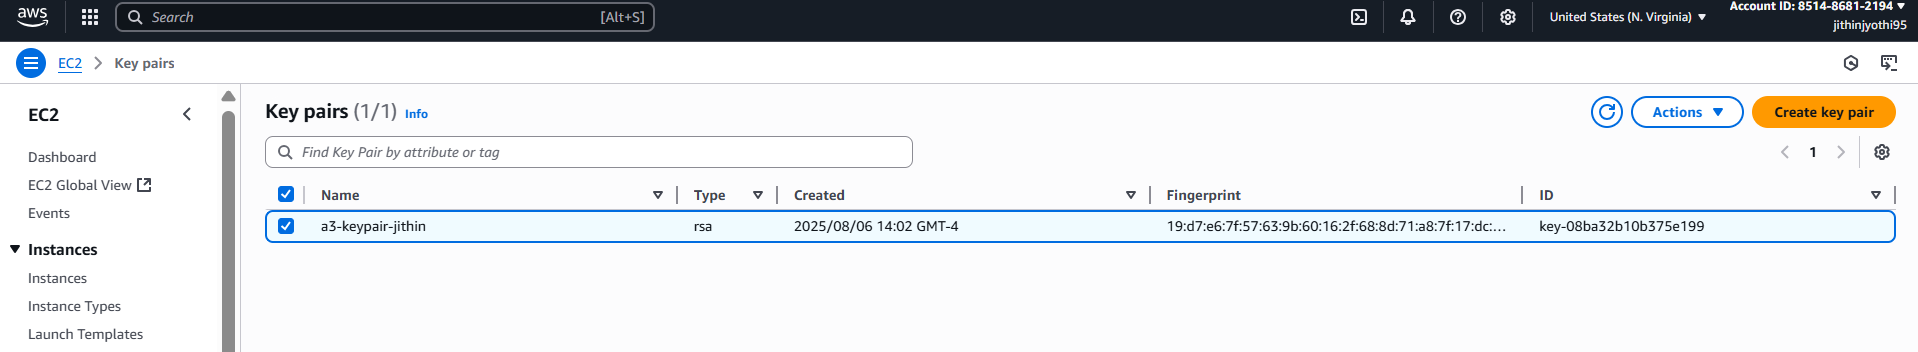 aws
Search [Alt+S]
United States (N. Virginia)
Account ID: 8514-8681-2194
jithinjyothi95
EC2 > Key pairs
EC2
Dashboard
EC2 Global View
Events
Instances
Instances
Instance Types
Launch Templates
Key pairs (1/1) Info
Actions
Create key pair
Find Key Pair by attribute or tag
1
Name Type Created Fingerprint ID
a3-keypair-jithin rsa 2025/08/06 14:02 GMT-4 19:d7:e6:7f:57:63:9b:60:16:2f:68:8d:71:a8:7f:17:dc:... key-08ba32b10b375e199